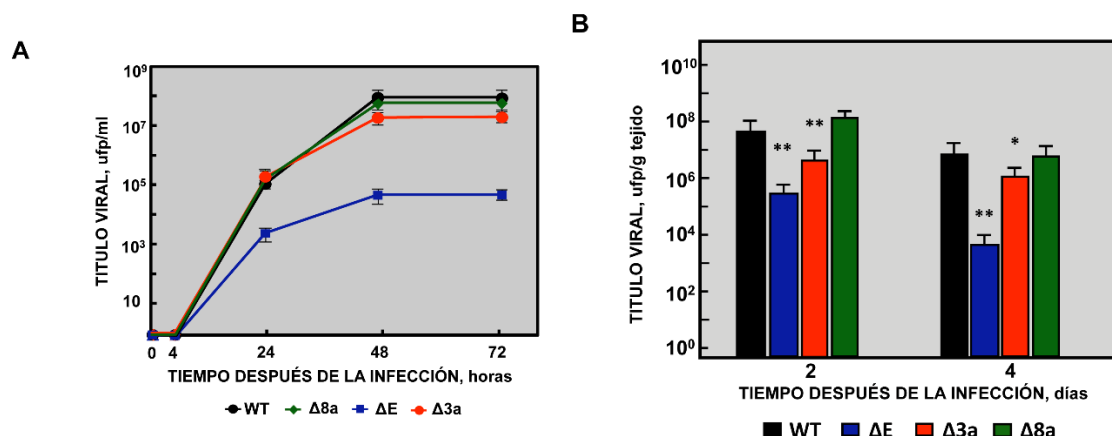 A
TITULO VIRAL, ufp/ml
10⁹
10⁷
10⁵
10³
10
0 4 24 48 72
TIEMPO DESPUÉS DE LA INFECCIÓN, horas
WT Δ8a ΔE Δ3a
B
TITULO VIRAL, ufp/g tejido
10¹⁰
10⁸
10⁶
10⁴
10²
10⁰
** **
** *
2 4
TIEMPO DESPUÉS DE LA INFECCIÓN, días
WT ΔE Δ3a Δ8a